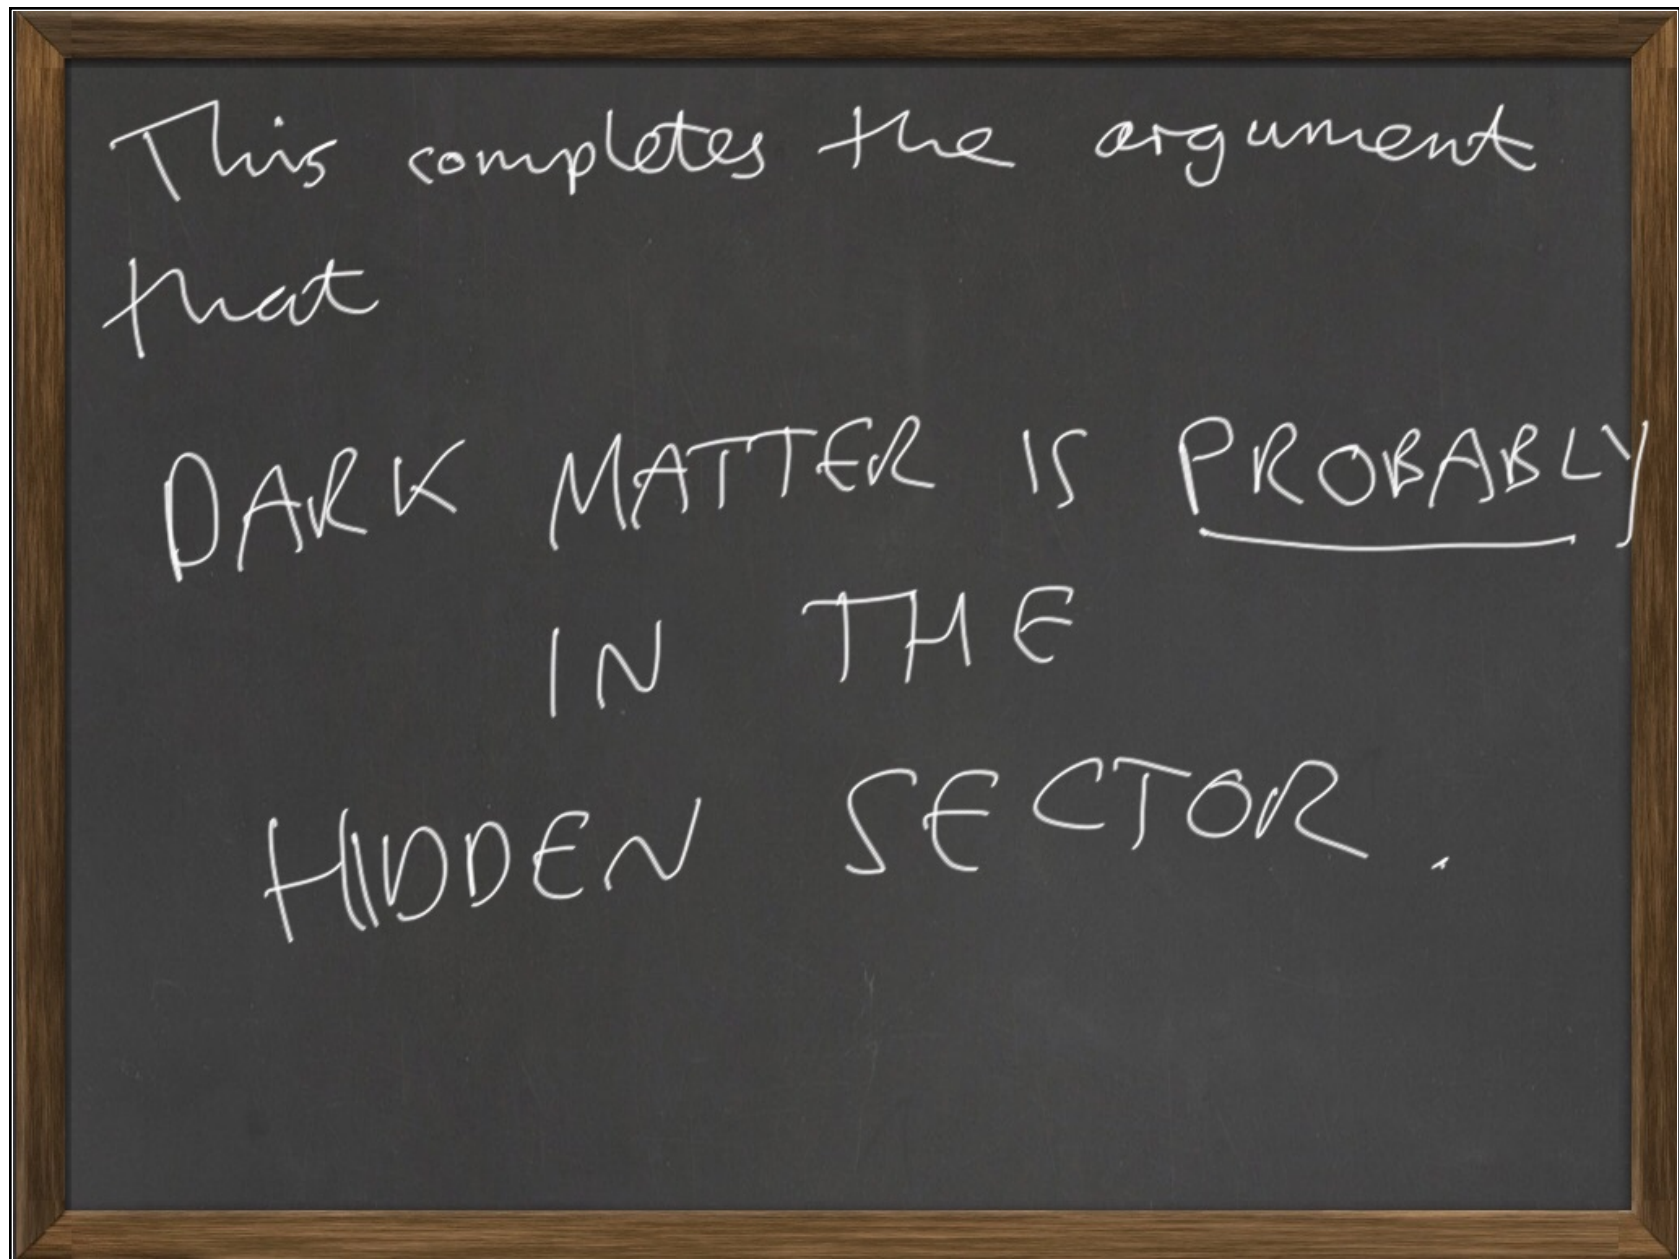 This completes the argument
that
DARK MATTER IS PROBABLY
IN THE
HIDDEN SECTOR.